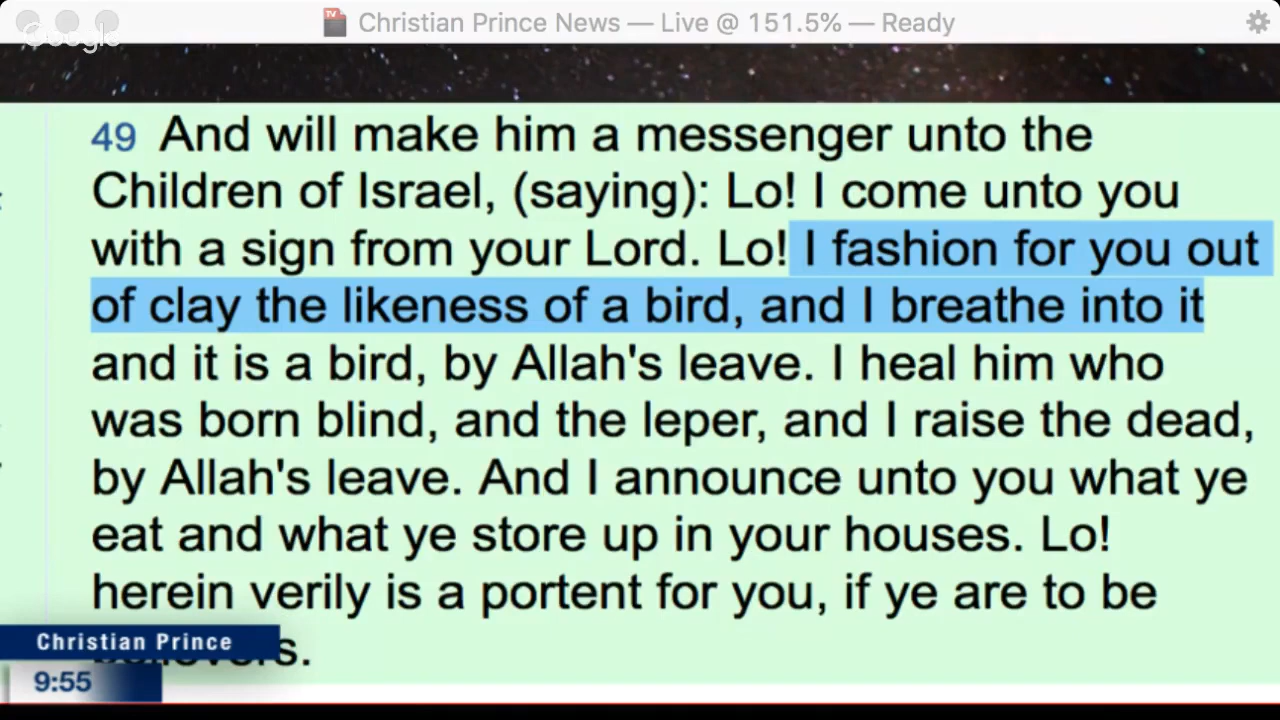 Christian Prince News — Live @ 151.5% — Ready
Google
49 And will make him a messenger unto the
Children of Israel, (saying): Lo! I come unto you
with a sign from your Lord. Lo! I fashion for you out
of clay the likeness of a bird, and I breathe into it
and it is a bird, by Allah's leave. I heal him who
was born blind, and the leper, and I raise the dead,
by Allah's leave. And I announce unto you what ye
eat and what ye store up in your houses. Lo!
herein verily is a portent for you, if ye are to be
believers.
Christian Prince
9:55